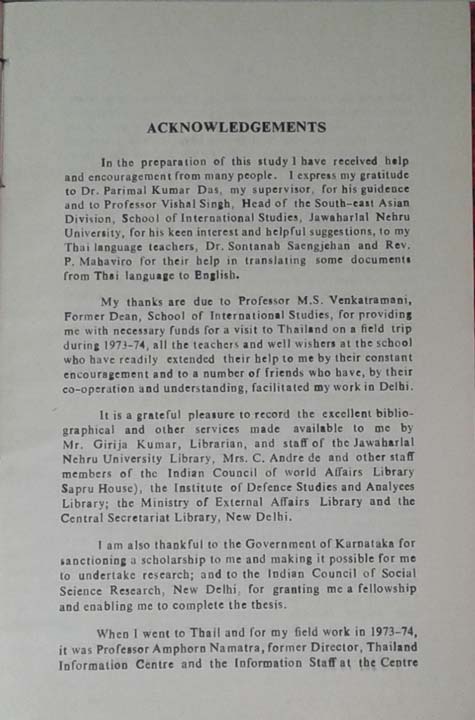 ACKNOWLEDGEMENTS
In the preparation of this study I have received help
and encouragement from many people. I express my gratitude
to Dr. Parimal Kumar Das, my supervisor, for his guidence
and to Professor Vishal Singh, Head of the South-east Asian
Division, School of International Studies, Jawaharlal Nehru
University, for his keen interest and helpful suggestions, to my
Thai language teachers, Dr. Sontanab Saengjehan and Rev.
P. Mahaviro for their help in translating some documents
from Thai language to English.
My thanks are due to Professor M.S. Venkatramani,
Former Dean, School of International Studies, for providing
me with necessary funds for a visit to Thailand on a field trip
during 1973-74, all the teachers and well wishers at the school
who have readily extended their help to me by their constant
encouragement and to a number of friends who have, by their
co-operation and understanding, facilitated my work in Delhi.
It is a grateful pleasure to record the excellent biblio-
graphical and other services made available to me by
Mr. Girija Kumar, Librarian, and staff of the Jawaharlal
Nehru University Library, Mrs. C. Andre de and other staff
members of the Indian Council of world Affairs Library
Sapru House), the Institute of Defence Studies and Analyees
Library; the Ministry of External Affairs Library and the
Central Secretariat Library, New Delhi.
I am also thankful to the Government of Karnataka for
sanctioning a scholarship to me and making it possible for me
to undertake research; and to the Indian Council of Social
Science Research, New Delhi, for granting me a fellowship
and enabling me to complete the thesis.
When I went to Thail and for my field work in 1973-74,
it was Professor Amphorn Namatra, former Director, Thailand
Information Centre and the Information Staff at the Centre